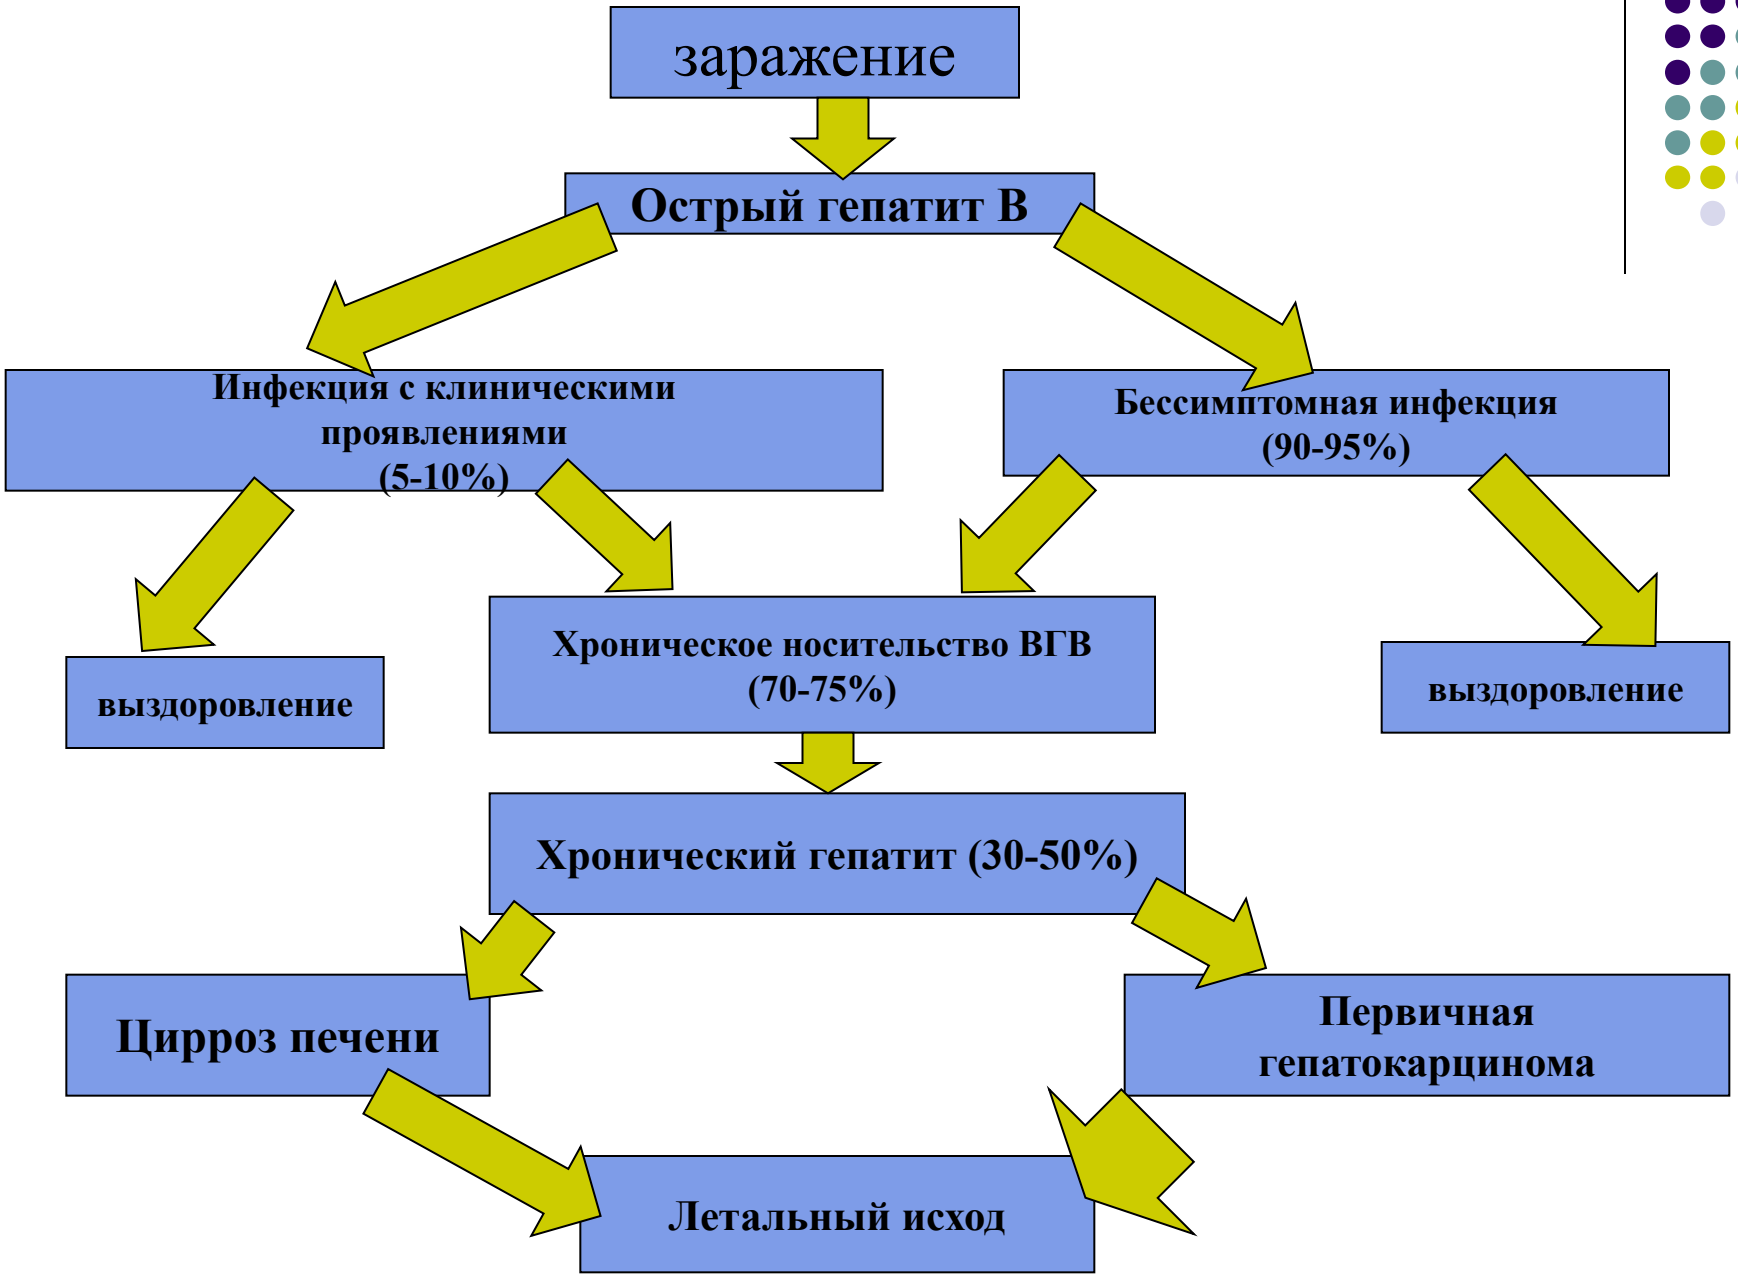 заражение
Острый гепатит В
Инфекция с клиническими
проявлениями
(5-10%)
Бессимптомная инфекция
(90-95%)
Хроническое носительство ВГВ
(70-75%)
выздоровление
выздоровление
Хронический гепатит (30-50%)
Цирроз печени
Первичная
гепатокарцинома
Летальный исход